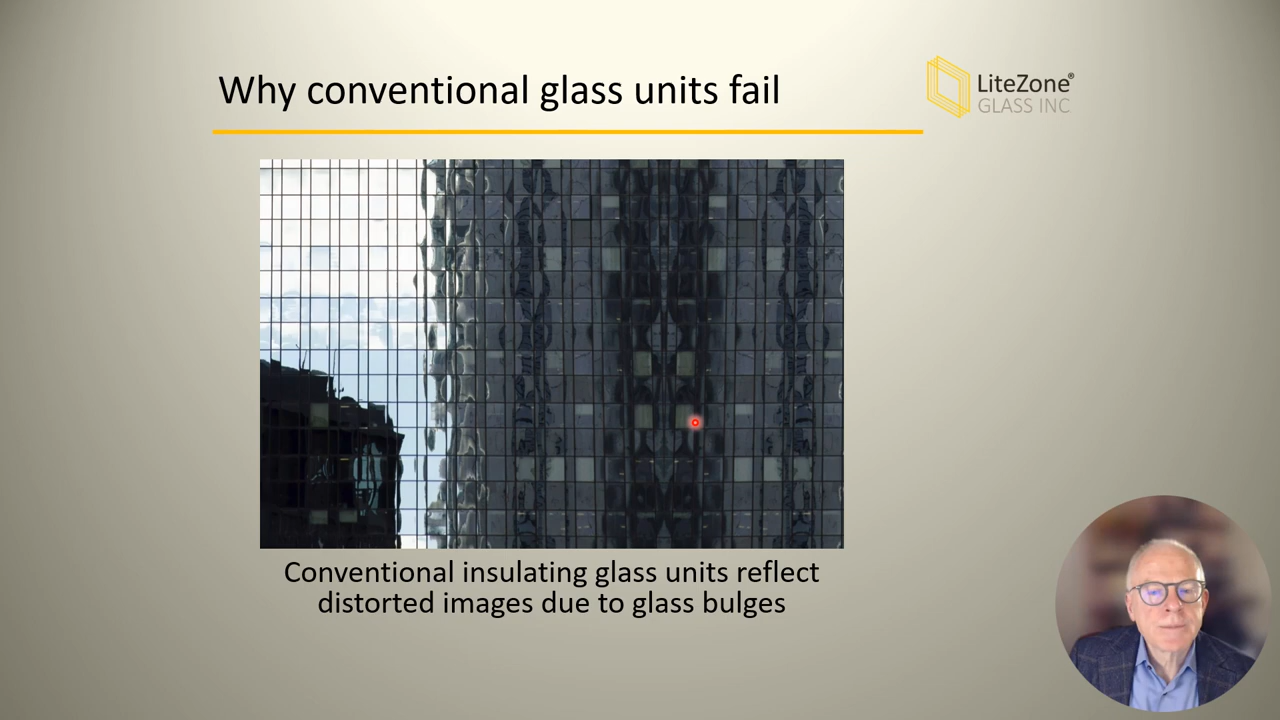 Why conventional glass units fail
LiteZone®
GLASS INC
Conventional insulating glass units reflect
distorted images due to glass bulges